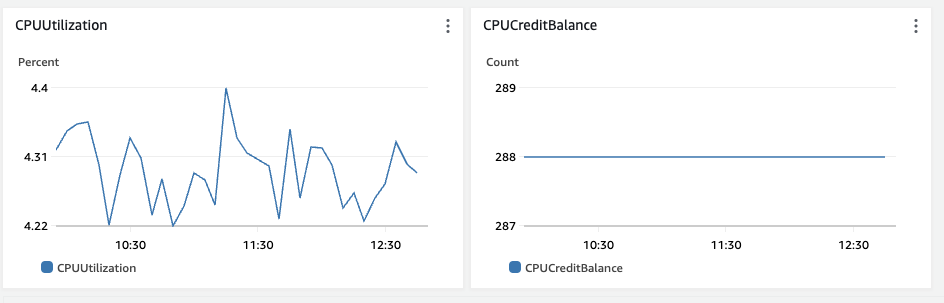 CPUUtilization
Percent
4.4
4.31
4.22
10:30
11:30
12:30
CPUUtilization
CPUCreditBalance
Count
289
288
287
10:30
11:30
12:30
CPUCreditBalance